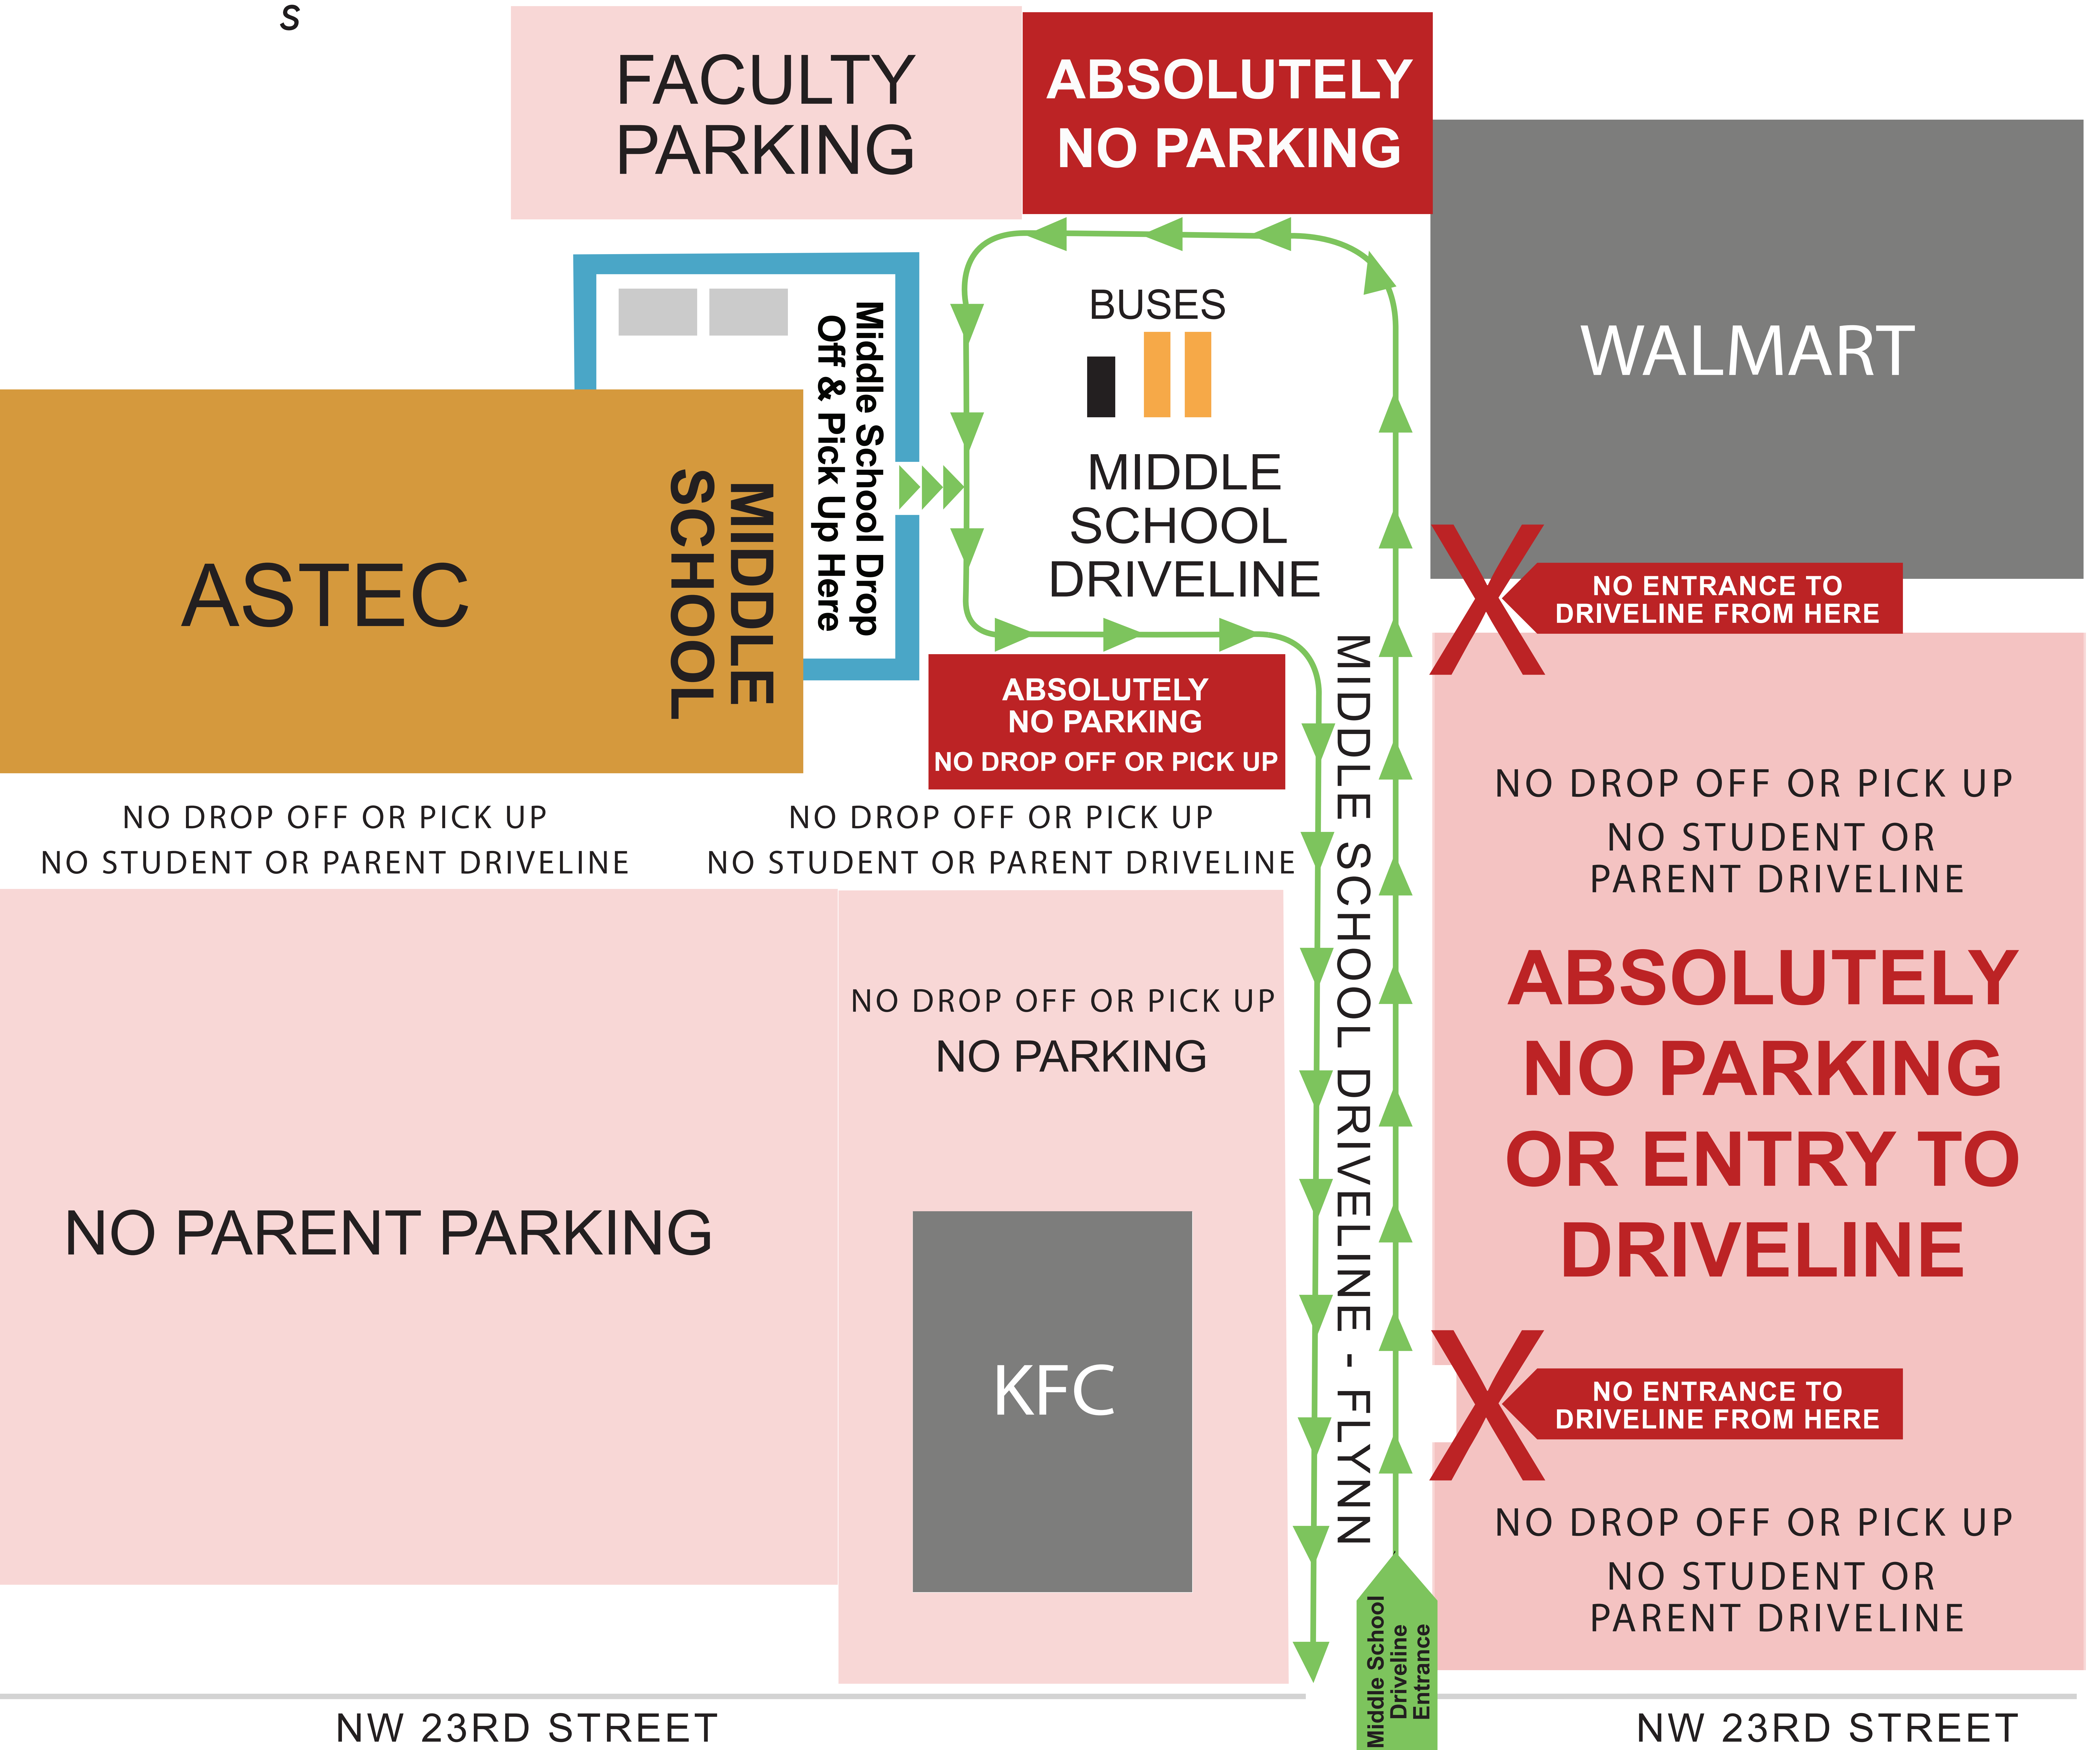 s
FACULTY
PARKING
ABSOLUTELY
NO PARKING
WALMART
BUSES
Middle School Drop
Off & Pick Up Here
MIDDLE
SCHOOL
DRIVELINE
ASTEC
MIDDLE
SCHOOL
NO ENTRANCE TO
DRIVELINE FROM HERE
ABSOLUTELY
NO PARKING
NO DROP OFF OR PICK UP
MIDDLE SCHOOL DRIVELINE - FLYNN
NO DROP OFF OR PICK UP
NO STUDENT OR PARENT DRIVELINE
NO DROP OFF OR PICK UP
NO STUDENT OR PARENT DRIVELINE
NO DROP OFF OR PICK UP
NO STUDENT OR
PARENT DRIVELINE
ABSOLUTELY
NO PARKING
OR ENTRY TO
DRIVELINE
NO DROP OFF OR PICK UP
NO PARKING
NO PARENT PARKING
KFC
NO ENTRANCE TO
DRIVELINE FROM HERE
NO DROP OFF OR PICK UP
NO STUDENT OR
PARENT DRIVELINE
Middle School
Driveline
Entrance
NW 23RD STREET
NW 23RD STREET